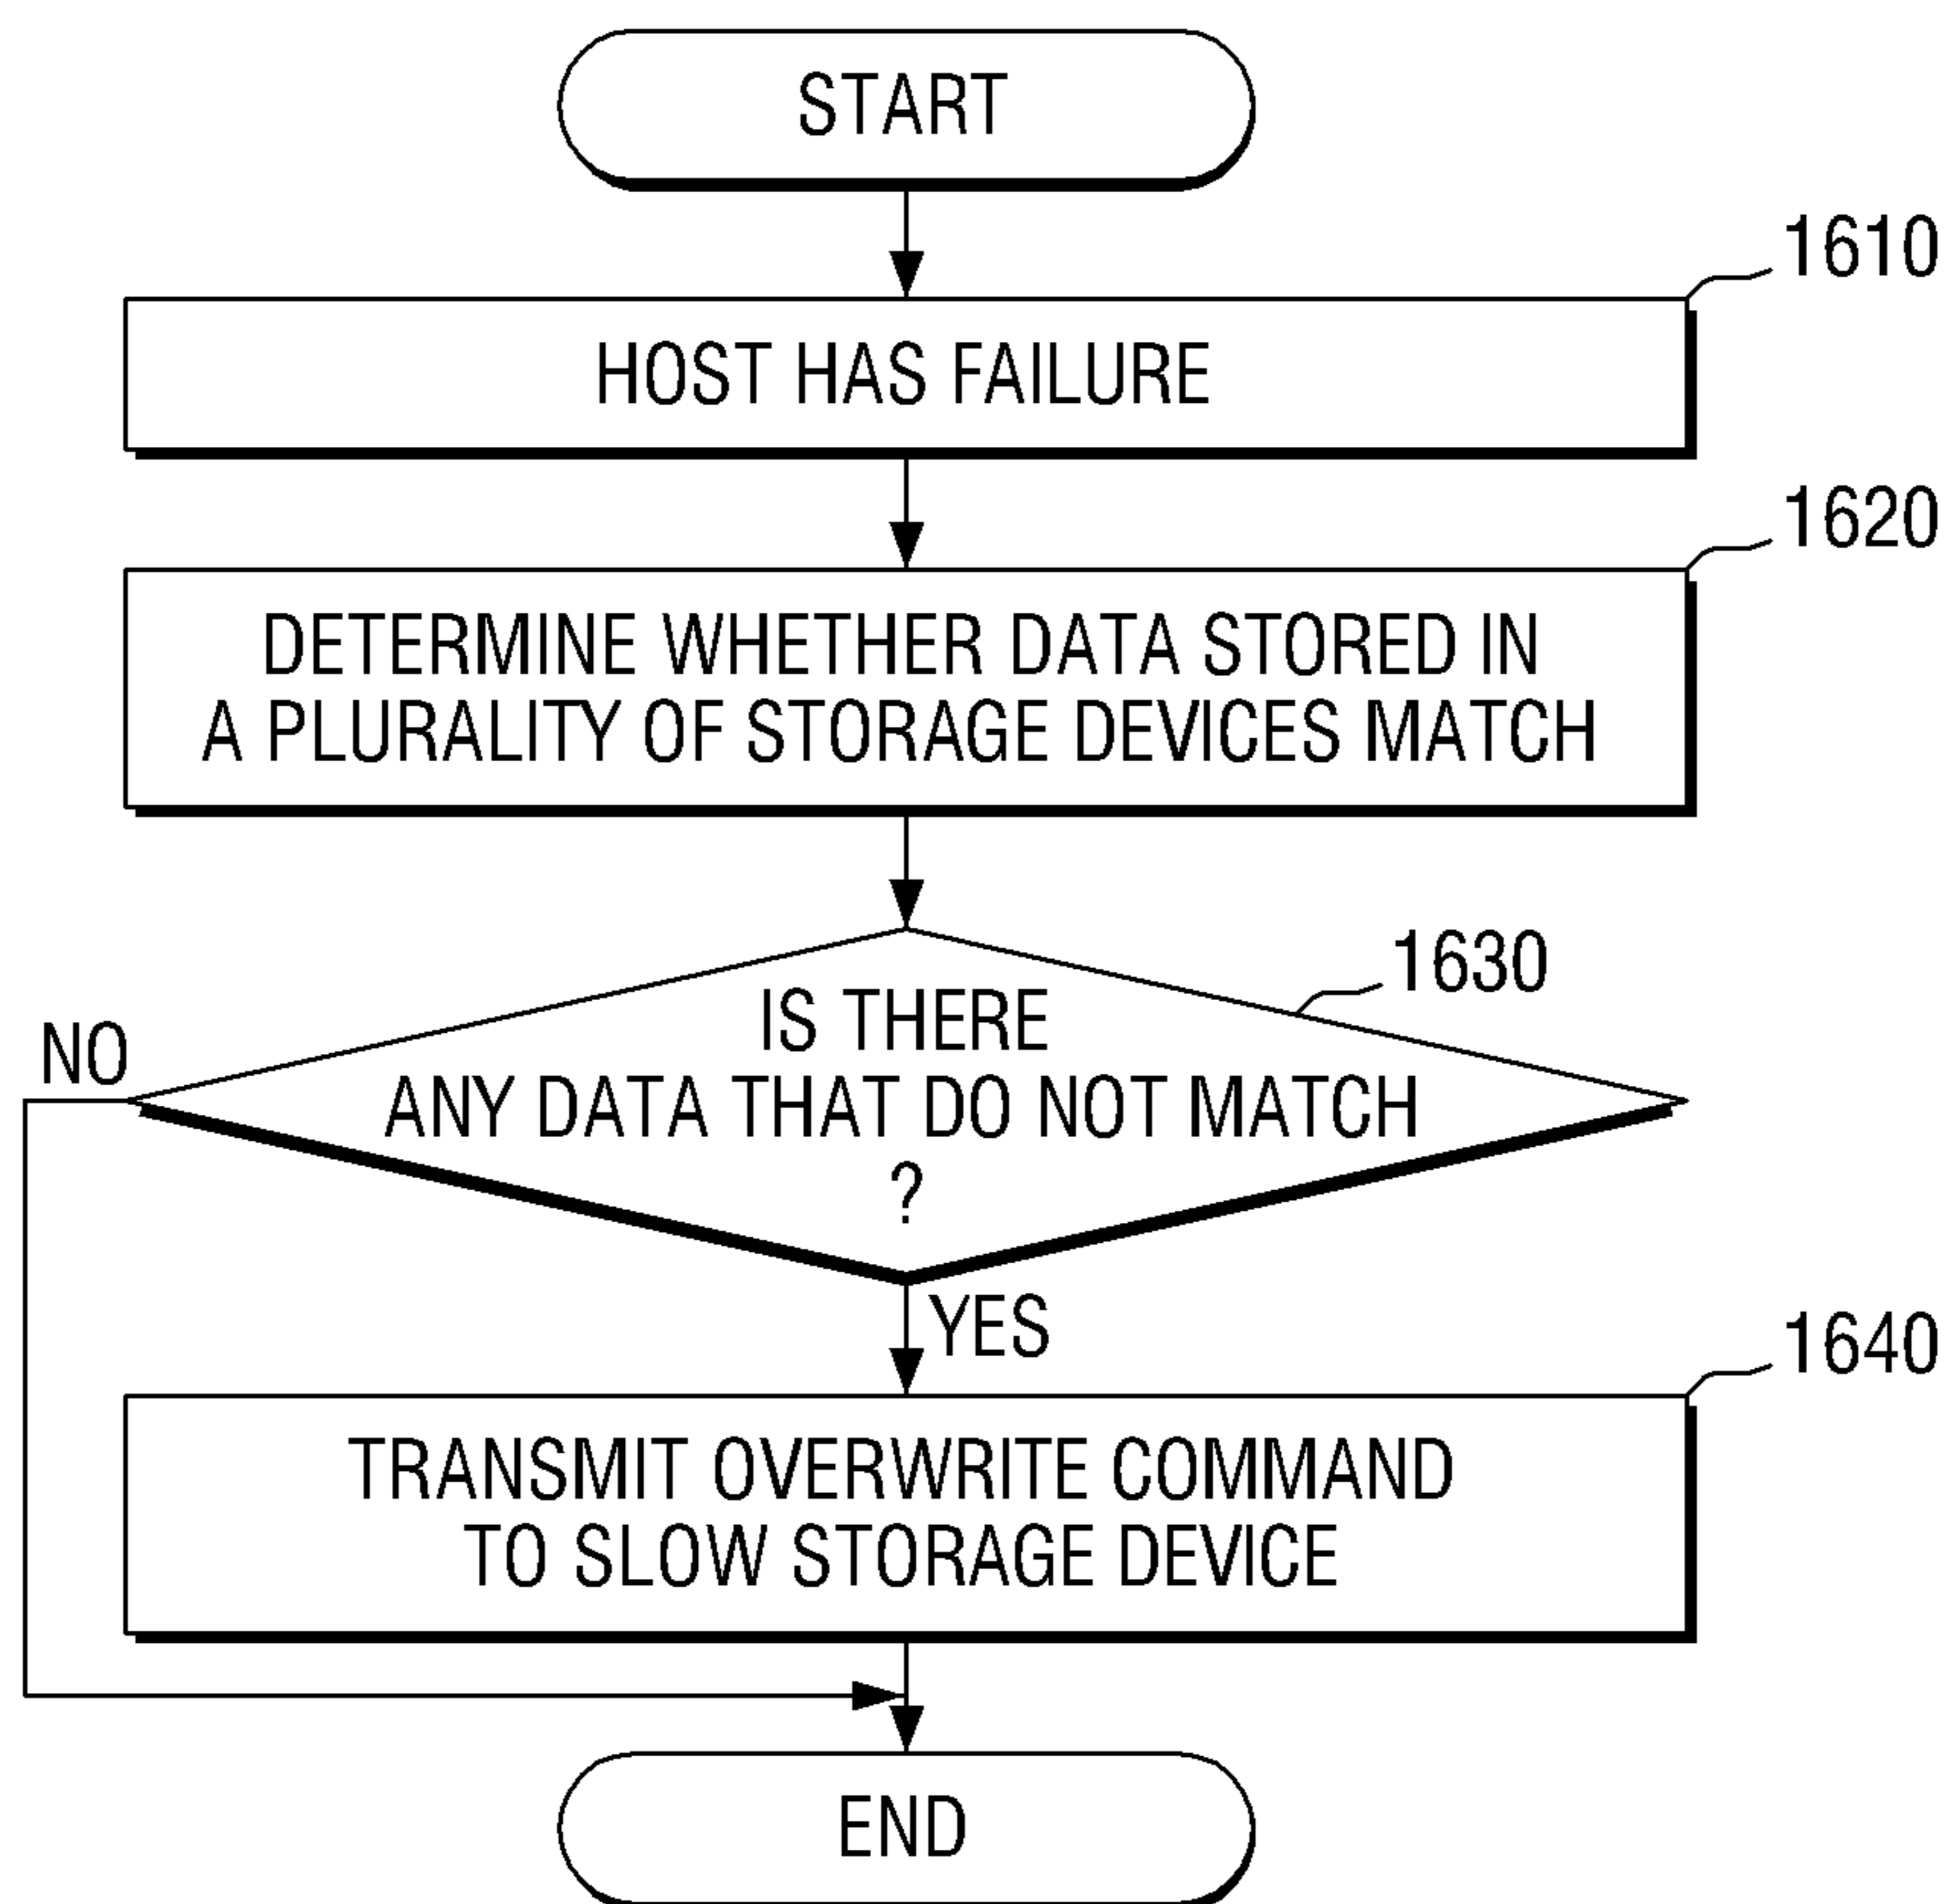 START
1610
HOST HAS FAILURE
1620
DETERMINE WHETHER DATA STORED IN
A PLURALITY OF STORAGE DEVICES MATCH
1630
IS THERE
NO
ANY DATA THAT DO NOT MATCH
?
YES
1640
TRANSMIT OVERWRITE COMMAND
TO SLOW STORAGE DEVICE
END